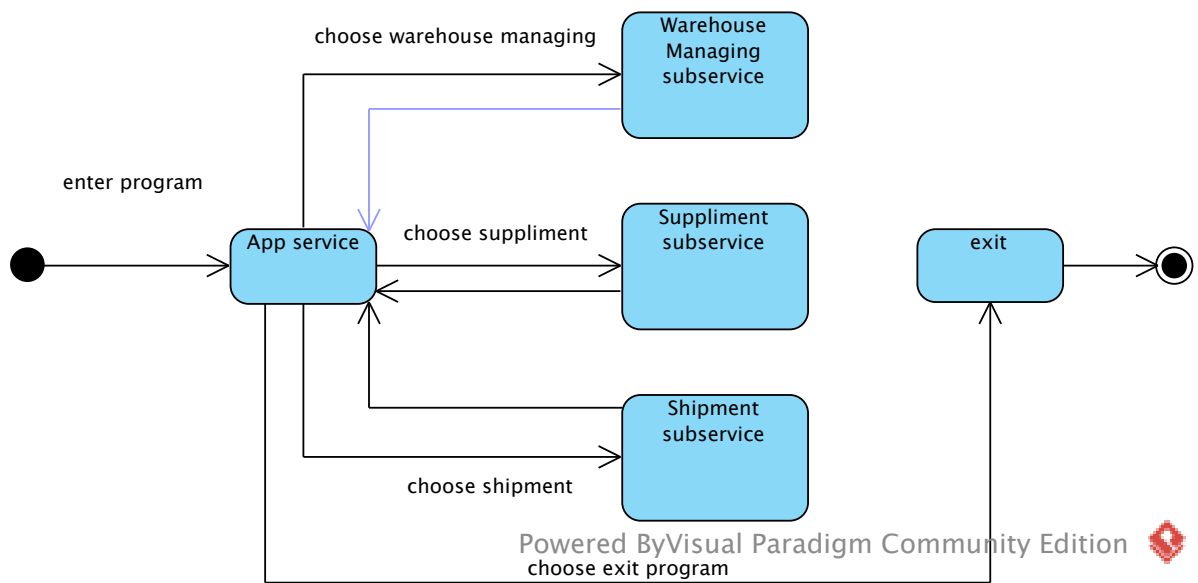 choose warehouse managing
Warehouse
Managing
subservice
enter program
App service
choose suppliment
Suppliment
subservice
exit
Shipment
subservice
choose shipment
Powered ByVisual Paradigm Community Edition
choose exit program